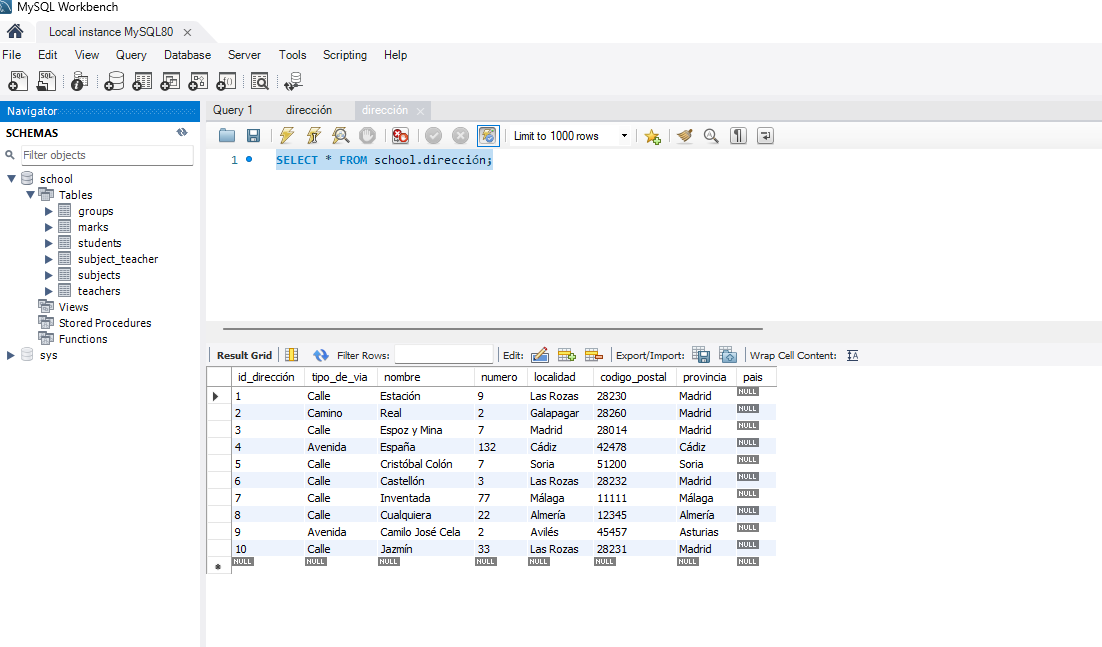 MySQL Workbench
Local instance MySQL80
File Edit View Query Database Server Tools Scripting Help
Navigator
SCHEMAS
Filter objects
school
Tables
groups
marks
students
subject_teacher
subjects
teachers
Views
Stored Procedures
Functions
sys
Query 1 dirección dirección
Limit to 1000 rows
1 SELECT * FROM school.dirección;
Result Grid Filter Rows: Edit: Export/Import: Wrap Cell Content:
id_dirección tipo_de_via nombre numero localidad codigo_postal provincia pais
1 Calle Estación 9 Las Rozas 28230 Madrid NULL
2 Camino Real 2 Galapagar 28260 Madrid NULL
3 Calle Espoz y Mina 7 Madrid 28014 Madrid NULL
4 Avenida España 132 Cádiz 42478 Cádiz NULL
5 Calle Cristóbal Colón 7 Soria 51200 Soria NULL
6 Calle Castellón 3 Las Rozas 28232 Madrid NULL
7 Calle Inventada 77 Málaga 11111 Málaga NULL
8 Calle Cualquiera 22 Almería 12345 Almería NULL
9 Avenida Camilo José Cela 2 Avilés 45457 Asturias NULL
10 Calle Jazmín 33 Las Rozas 28231 Madrid NULL
NULL NULL NULL NULL NULL NULL NULL NULL